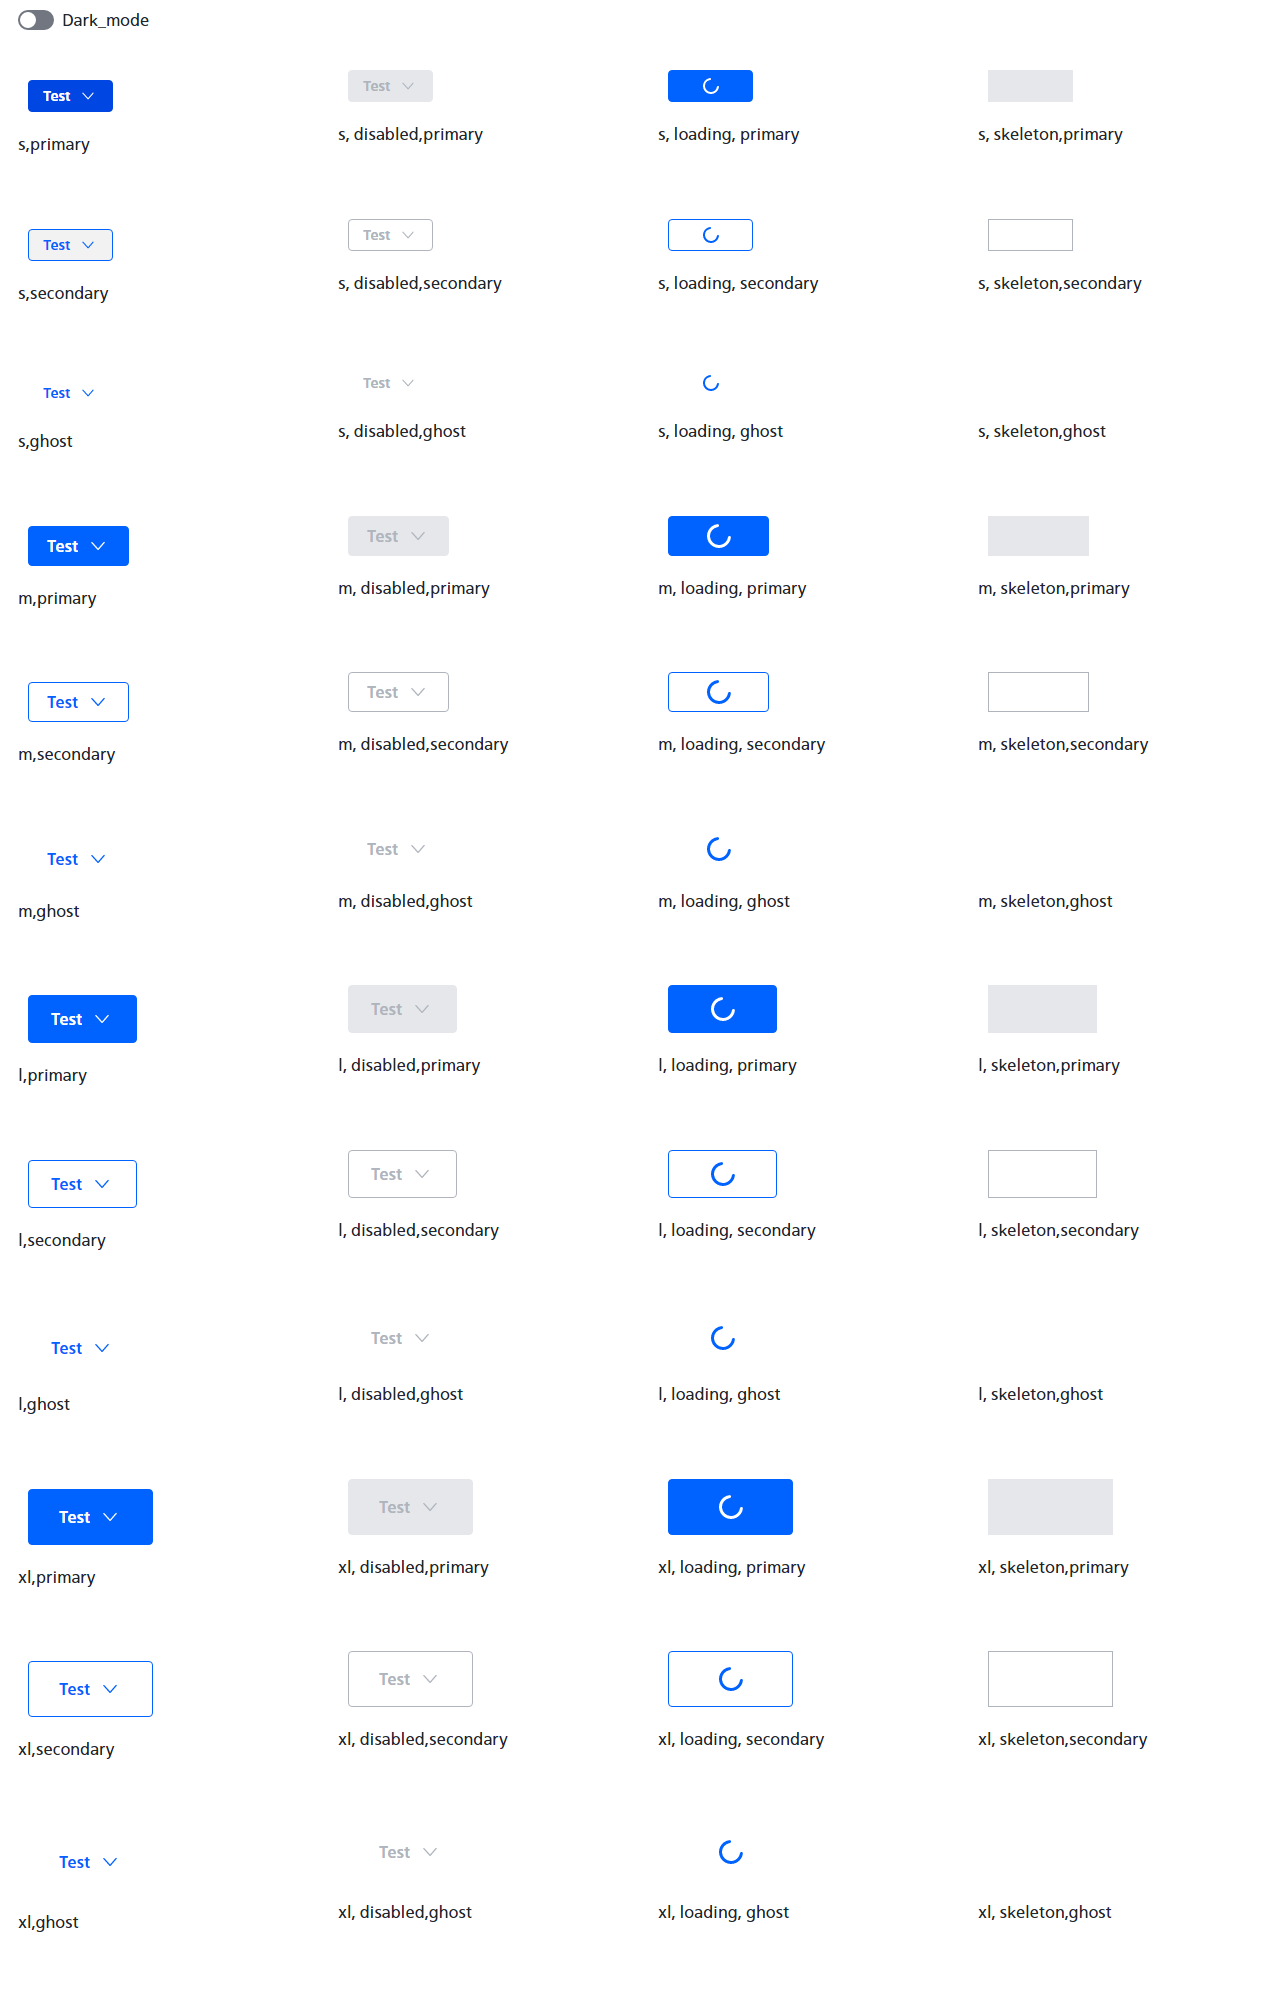 Dark_mode
Test
Test
s,primary
s, disabled,primary
s, loading, primary
s, skeleton,primary
Test
Test
s,secondary
s, disabled,secondary
s, loading, secondary
s, skeleton,secondary
Test
Test
s,ghost
s, disabled,ghost
s, loading, ghost
s, skeleton,ghost
Test
Test
m,primary
m, disabled,primary
m, loading, primary
m, skeleton,primary
Test
Test
m,secondary
m, disabled,secondary
m, loading, secondary
m, skeleton,secondary
Test
Test
m,ghost
m, disabled,ghost
m, loading, ghost
m, skeleton,ghost
Test
Test
l,primary
l, disabled,primary
l, loading, primary
l, skeleton,primary
Test
Test
l,secondary
l, disabled,secondary
l, loading, secondary
l, skeleton,secondary
Test
Test
l,ghost
l, disabled,ghost
l, loading, ghost
l, skeleton,ghost
Test
Test
xl,primary
xl, disabled,primary
xl, loading, primary
xl, skeleton,primary
Test
Test
xl,secondary
xl, disabled,secondary
xl, loading, secondary
xl, skeleton,secondary
Test
Test
xl,ghost
xl, disabled,ghost
xl, loading, ghost
xl, skeleton,ghost